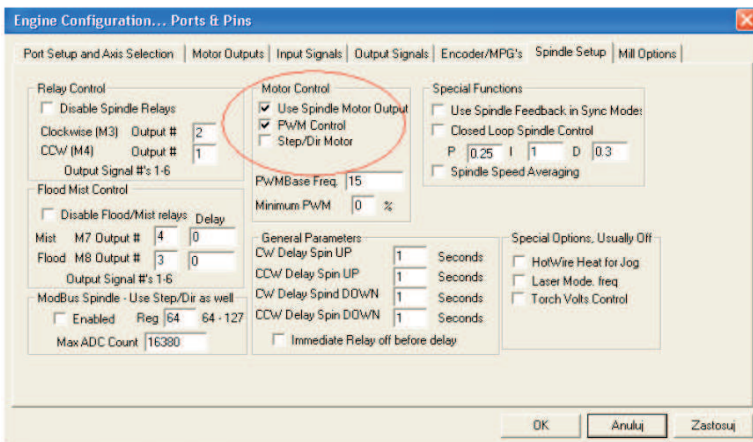 Engine Configuration... Ports & Pins
Port Setup and Axis Selection
Motor Outputs
Input Signals
Output Signals
Encoder/MPG's
Spindle Setup
Mill Options
Relay Control
Disable Spindle Relays
Clockwise (M3) Output # 2
CCW (M4) Output # 1
Output Signal #'s 1-6
Flood Mist Control
Disable Flood/Mist relays Delay
Mist M7 Output # 4 0
Flood M8 Output # 3 0
Output Signal #'s 1-6
ModBus Spindle - Use Step/Dir as well
Enabled Reg 64 64 - 127
Max ADC Count 16380
Motor Control
Use Spindle Motor Output
PWM Control
Step/Dir Motor
PWMBase Freq. 15
Minimum PWM 0 %
General Parameters
CW Delay Spin UP 1 Seconds
CCW Delay Spin UP 1 Seconds
CW Delay Spind DOWN 1 Seconds
CCW Delay Spin DOWN 1 Seconds
Immediate Relay off before delay
Special Functions
Use Spindle Feedback in Sync Modes
Closed Loop Spindle Control
P 0.25 I 1 D 0.3
Spindle Speed Averaging
Special Options, Usually Off
HotWire Heat for Jog
Laser Mode. freq
Torch Volts Control
OK
Anuluj
Zastosuj